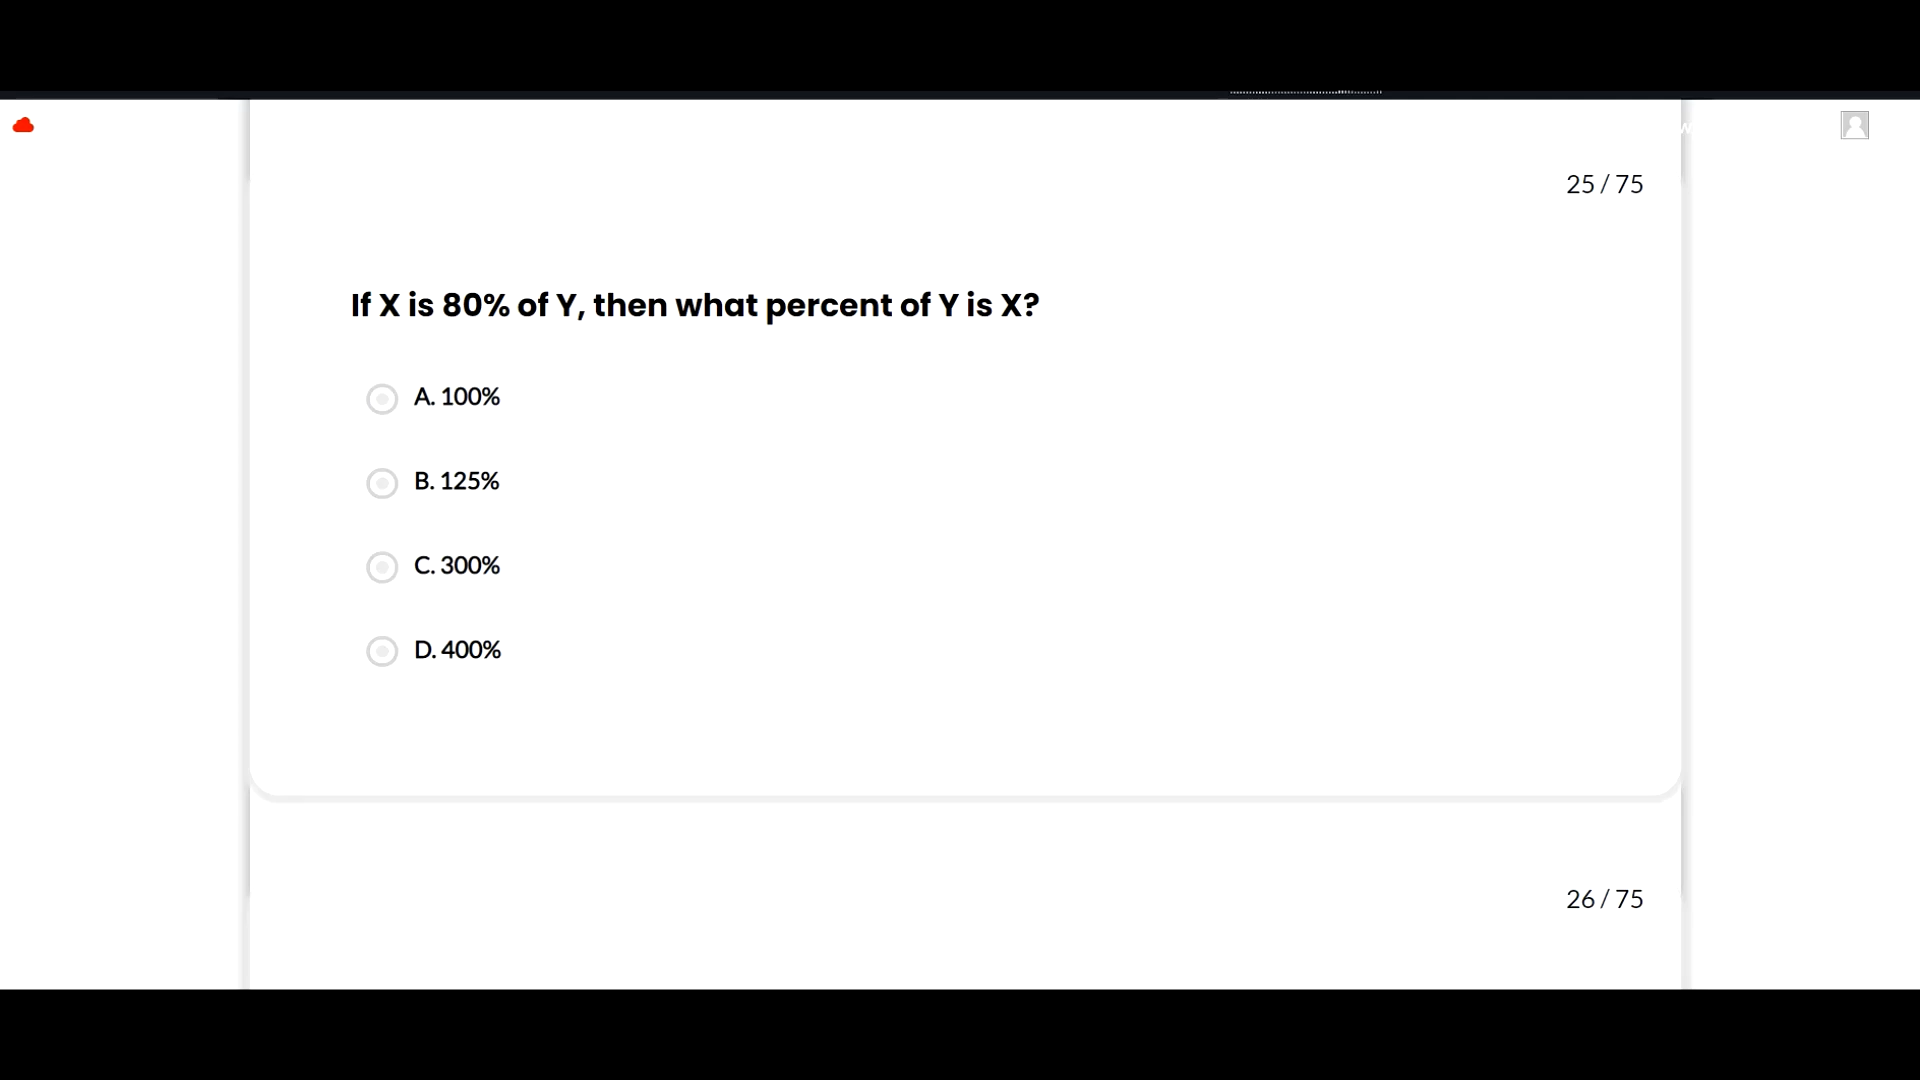 25 / 75
If X is 80% of Y, then what percent of Y is X?
A. 100%
B. 125%
C. 300%
D. 400%
26 / 75